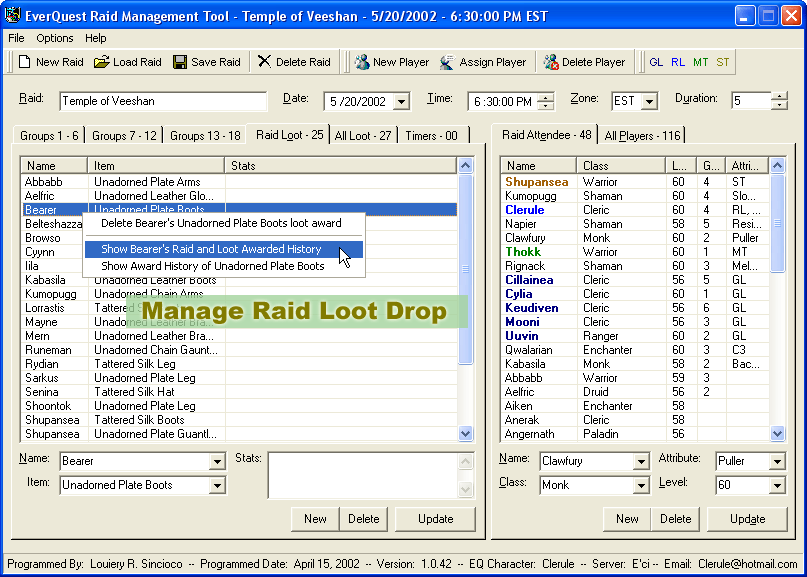 EverQuest Raid Management Tool - Temple of Veeshan - 5/20/2002 - 6:30:00 PM EST
File Options Help
New Raid Load Raid Save Raid Delete Raid New Player Assign Player Delete Player GL RL MT ST
Raid: Temple of Veeshan Date: 5/20/2002 Time: 6:30:00 PM Zone: EST Duration: 5
Groups 1 - 6 Groups 7 - 12 Groups 13 - 18 Raid Loot - 25 All Loot - 27 Timers - 00
Name Item Stats
Abbabb Unadorned Plate Arms
Aelfric Unadorned Leather Glo...
Bearer Unadorned Plate Boots
Belteshazza
Delete Bearer's Unadorned Plate Boots loot award
Browso
Cyynn
Show Bearer's Raid and Loot Awarded History
Iila
Show Award History of Unadorned Plate Boots
Kabasila Unadorned Leather Boots
Kumopugg Unadorned Chain Arms
Lorrastis Tattered
Manage Raid Loot Drop
Mayne Unadorned Leather Bra...
Mern Unadorned Leather Bra...
Runeman Unadorned Chain Gaunt...
Rydian Tattered Silk Leg
Sarkus Unadorned Plate Leg
Senina Tattered Silk Hat
Shoontok Unadorned Plate Leg
Shupansea Tattered Silk Boots
Shupansea Unadorned Plate Guantl...
Name: Bearer Stats:
Item: Unadorned Plate Boots
New Delete Update
Raid Attendee - 48 All Players - 116
Name Class L... G... Attri...
Shupansea Warrior 60 4 ST
Kumopugg Shaman 60 4 Slo...
Clerule Cleric 60 4 RL, ...
Napier Shaman 58 5 Resi...
Clawfury Monk 60 2 Puller
Thokk Warrior 60 1 MT
Rignack Shaman 60 3 Mel...
Cillainea Cleric 56 5 GL
Cylia Cleric 60 1 GL
Keudiven Cleric 56 6 GL
Mooni Cleric 56 3 GL
Uuvin Ranger 60 2 GL
Qwalarian Enchanter 60 3 C3
Kabasila Monk 58 2 Bac...
Abbabb Warrior 59 3
Aelfric Druid 56 2
Aiken Enchanter 58
Anerak Cleric 58
Angernath Paladin 56
Name: Clawfury Attribute: Puller
Class: Monk Level: 60
New Delete Update
Programmed By: Louiery R. Sincioco -- Programmed Date: April 15, 2002 -- Version: 1.0.42 -- EQ Character: Clerule -- Server: E'ci -- Email: Clerule@hotmail.com